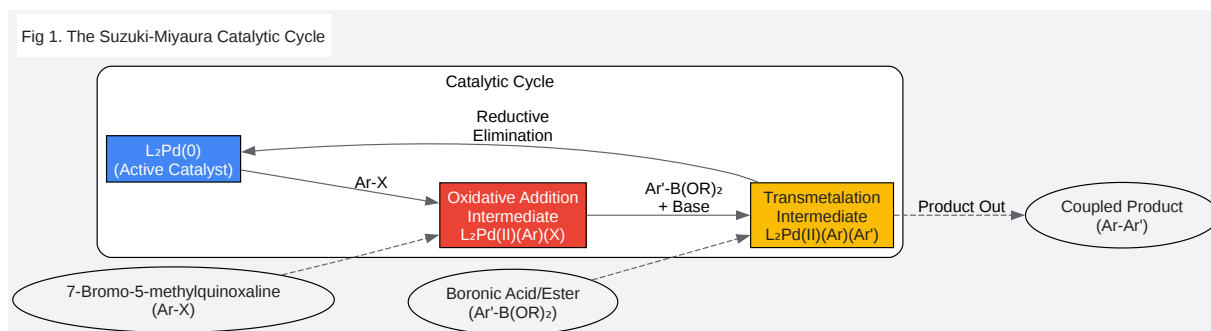 Fig 1. The Suzuki-Miyaura Catalytic Cycle
Catalytic Cycle
Reductive
Elimination
L₂Pd(0)
(Active Catalyst)
Ar-X
Oxidative Addition
Intermediate
L₂Pd(II)(Ar)(X)
Ar'-B(OR)₂
+ Base
Transmetalation
Intermediate
L₂Pd(II)(Ar)(Ar')
Product Out
Coupled Product
(Ar-Ar')
7-Bromo-5-methylquinoxaline
(Ar-X)
Boronic Acid/Ester
(Ar'-B(OR)₂)